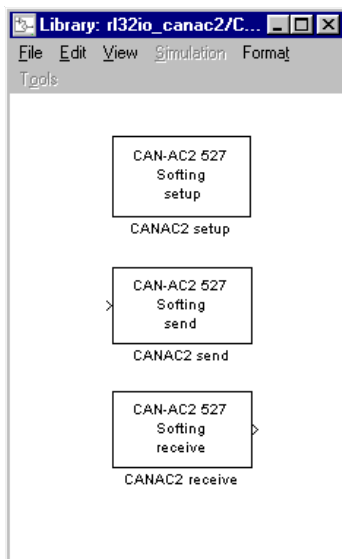 Library: rl32io_canac2/C...
File Edit View Simulation Format
Tools
CAN-AC2 527
Softing
setup
CANAC2 setup
CAN-AC2 527
Softing
send
CANAC2 send
CAN-AC2 527
Softing
receive
CANAC2 receive